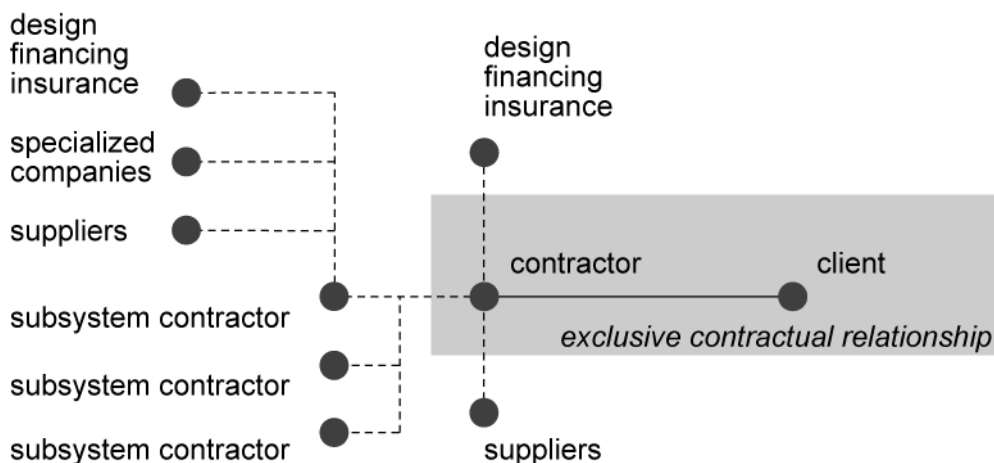 design
financing
insurance
specialized
companies
suppliers
subsystem contractor
subsystem contractor
subsystem contractor
design
financing
insurance
contractor
client
exclusive contractual relationship
suppliers